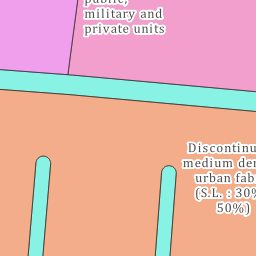 public,
military and
private units
Discontinu
medium den
urban fab
(S.L. : 30%
50%)